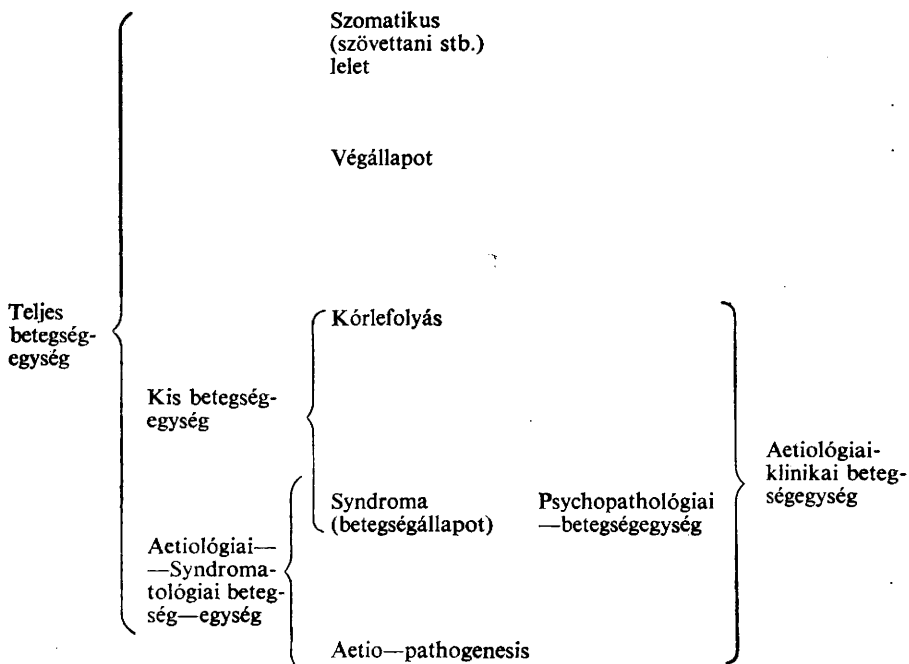 Szomatikus
(szövettani stb.)
lelet
Végállapot
Teljes
betegség-
egység
Kórlefolyás
Kis betegség-
egység
Syndroma
(betegségállapot)
Psychopathológiai
—betegségegység
Aetiológiai-
klinikai beteg-
ségegység
Aetiológiai—
—Syndroma-
tológiai beteg-
ség—egység
Aetio—pathogenesis